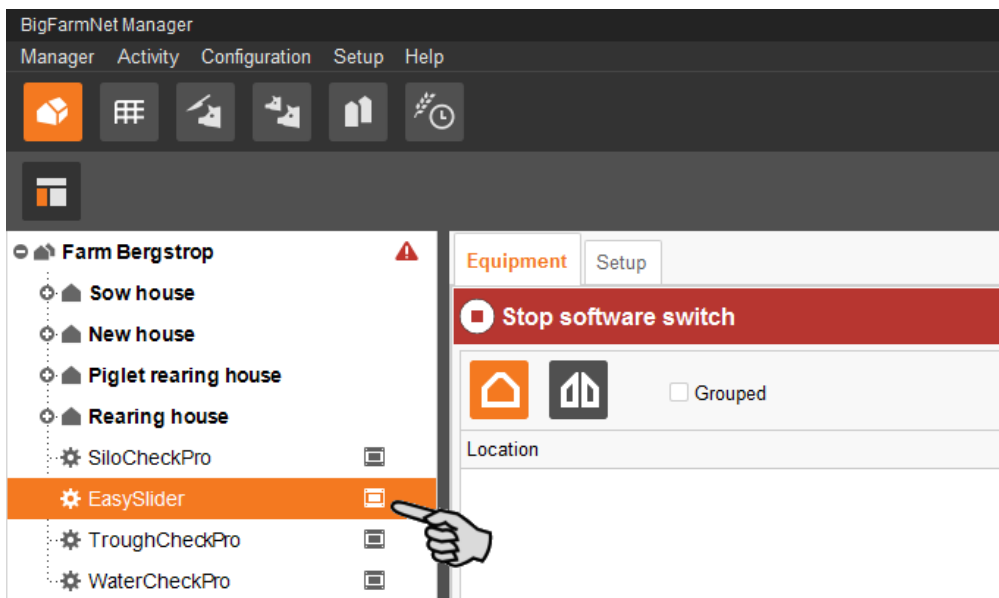 BigFarmNet Manager
Manager Activity Configuration Setup Help
Farm Bergstrop
Sow house
New house
Piglet rearing house
Rearing house
SiloCheckPro
EasySlider
TroughCheckPro
WaterCheckPro
Equipment Setup
Stop software switch
Grouped
Location